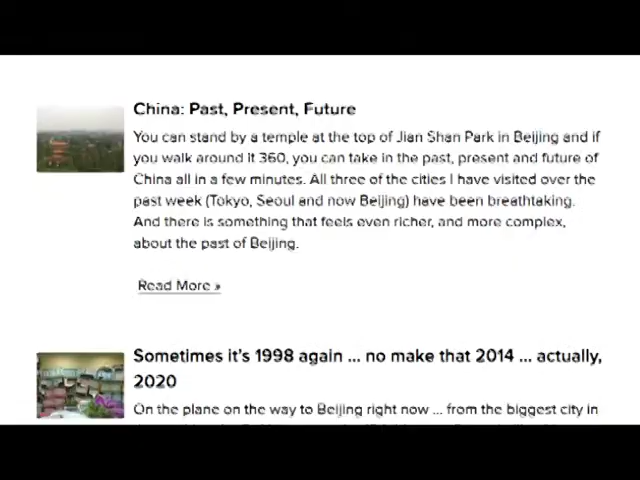 China: Past, Present, Future
You can stand by a temple at the top of Jian Shan Park in Beijing and if
you walk around it 360, you can take in the past, present and future of
China all in a few minutes. All three of the cities I have visited over the
past week (Tokyo, Seoul and now Beijing) have been breathtaking.
And there is something that feels even richer, and more complex,
about the past of Beijing.
Read More »
Sometimes it's 1998 again ... no make that 2014 ... actually,
2020
On the plane on the way to Beijing right now ... from the biggest city in